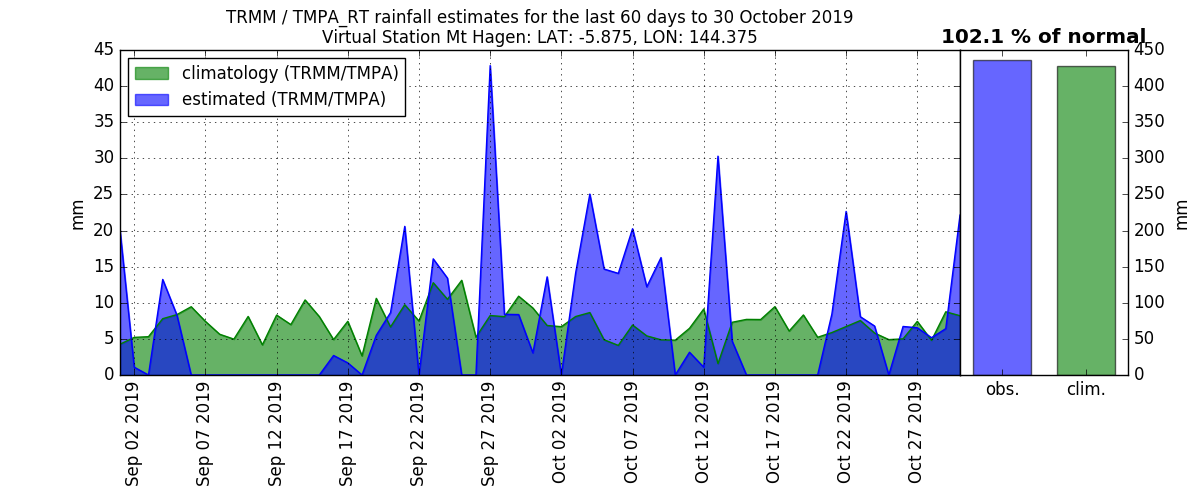 TRMM / TMPA_RT rainfall estimates for the last 60 days to 30 October 2019
Virtual Station Mt Hagen: LAT: -5.875, LON: 144.375
102.1 % of normal
climatology (TRMM/TMPA)
estimated (TRMM/TMPA)
mm
45
40
35
30
25
20
15
10
5
0
Sep 02 2019
Sep 07 2019
Sep 12 2019
Sep 17 2019
Sep 22 2019
Sep 27 2019
Oct 02 2019
Oct 07 2019
Oct 12 2019
Oct 17 2019
Oct 22 2019
Oct 27 2019
obs.
clim.
450
400
350
300
250
200
150
100
50
0
mm